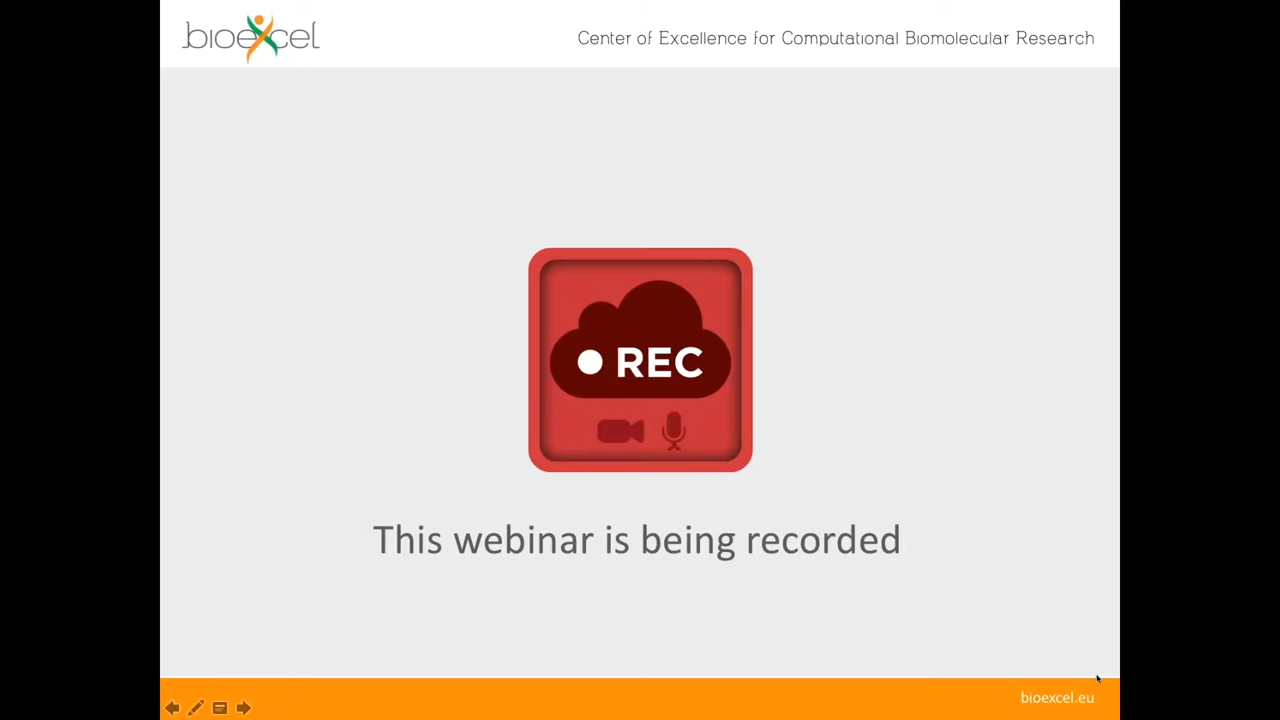 bioexcel
Center of Excellence for Computational Biomolecular Research
REC
This webinar is being recorded
bioexcel.eu